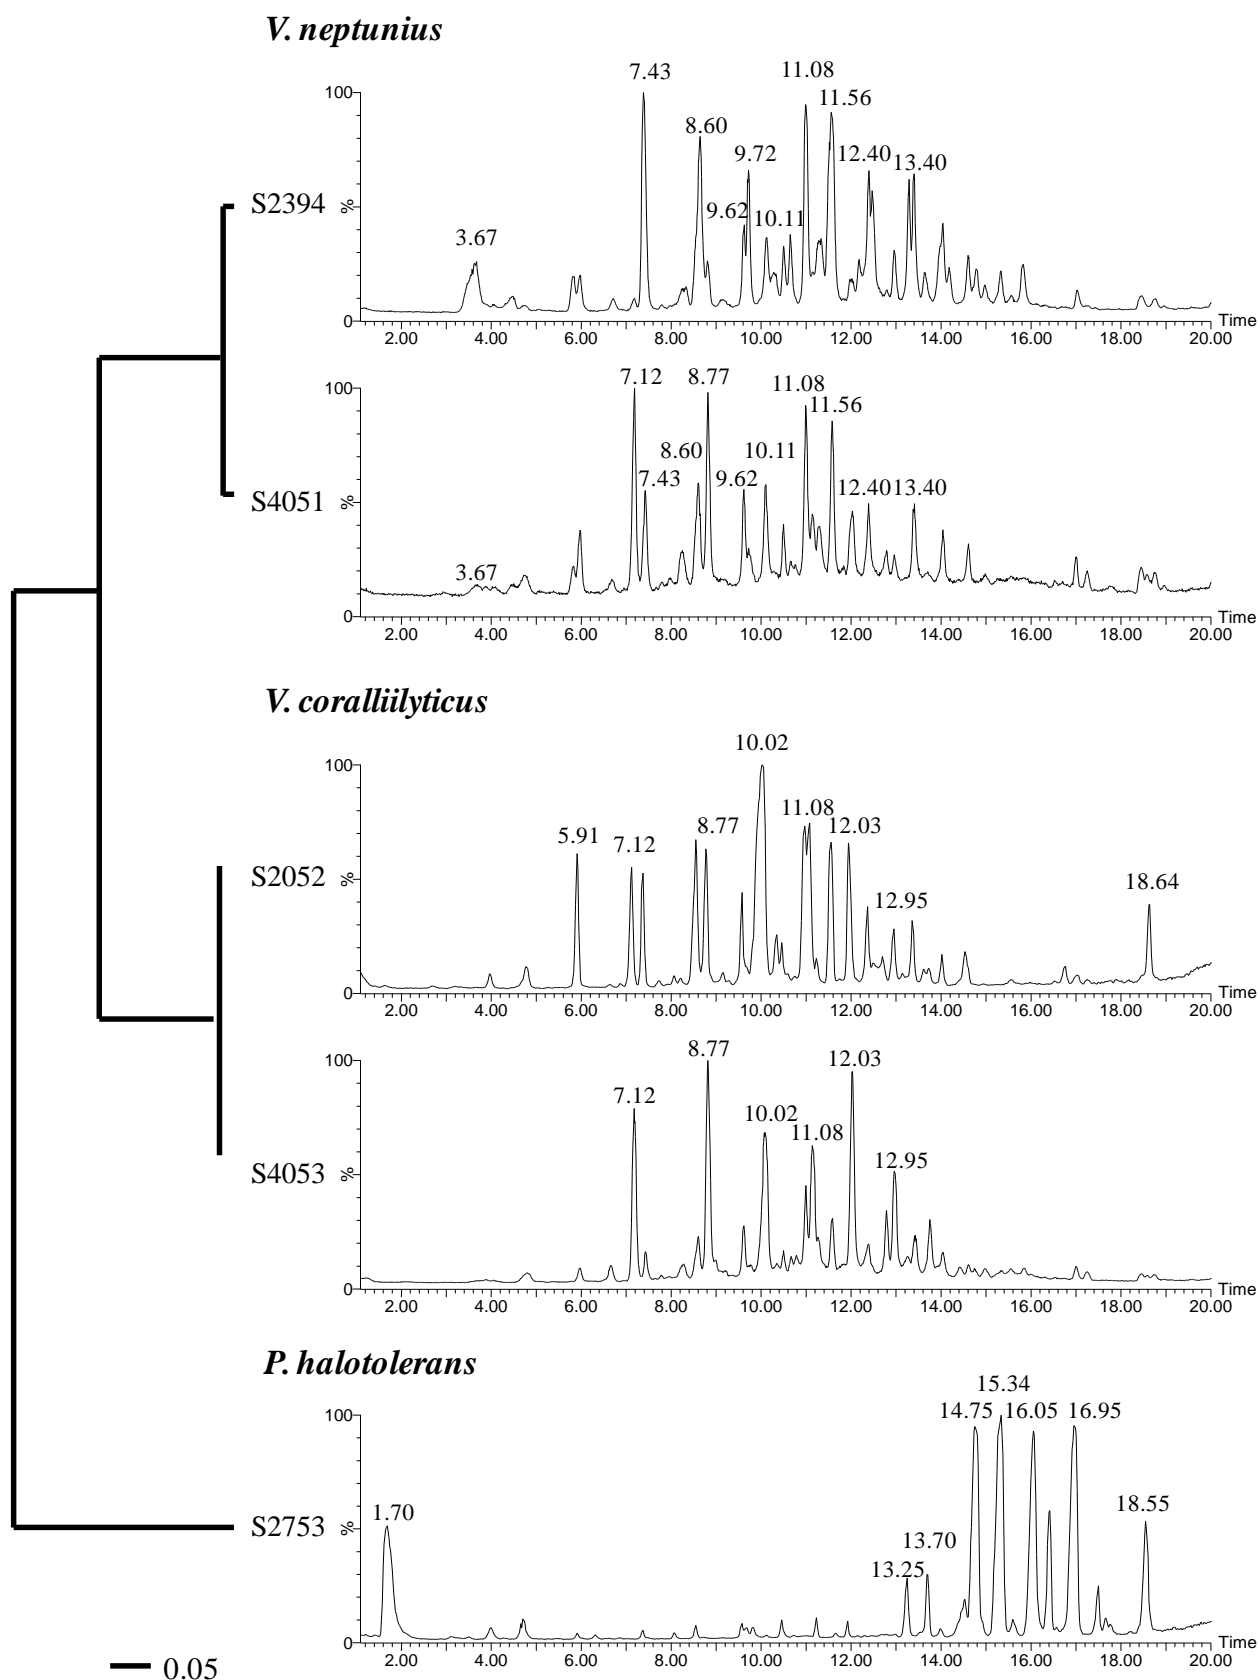 V. neptunius
11.08
7.43
100
11.56
8.60
9.72
12.40 13.40
S2394 %
9.62
10.11
3.67
0
Time
2.00 4.00 6.00 8.00 10.00 12.00 14.00 16.00 18.00 20.00
7.12 8.77 11.08
100
11.56
8.60 10.11
7.43 9.62 12.40 13.40
S4051 %
3.67
0
Time
2.00 4.00 6.00 8.00 10.00 12.00 14.00 16.00 18.00 20.00
V. coralliilyticus
10.02
100
11.08
5.91 7.12 8.77 12.03
S2052 %
18.64
12.95
0
Time
2.00 4.00 6.00 8.00 10.00 12.00 14.00 16.00 18.00 20.00
8.77 12.03
100
7.12
10.02
11.08
12.95
S4053 %
0
Time
2.00 4.00 6.00 8.00 10.00 12.00 14.00 16.00 18.00 20.00
P. halotolerans
15.34
100
14.75 16.05 16.95
1.70 18.55
S2753 %
13.70
13.25
0
Time
2.00 4.00 6.00 8.00 10.00 12.00 14.00 16.00 18.00 20.00
0.05